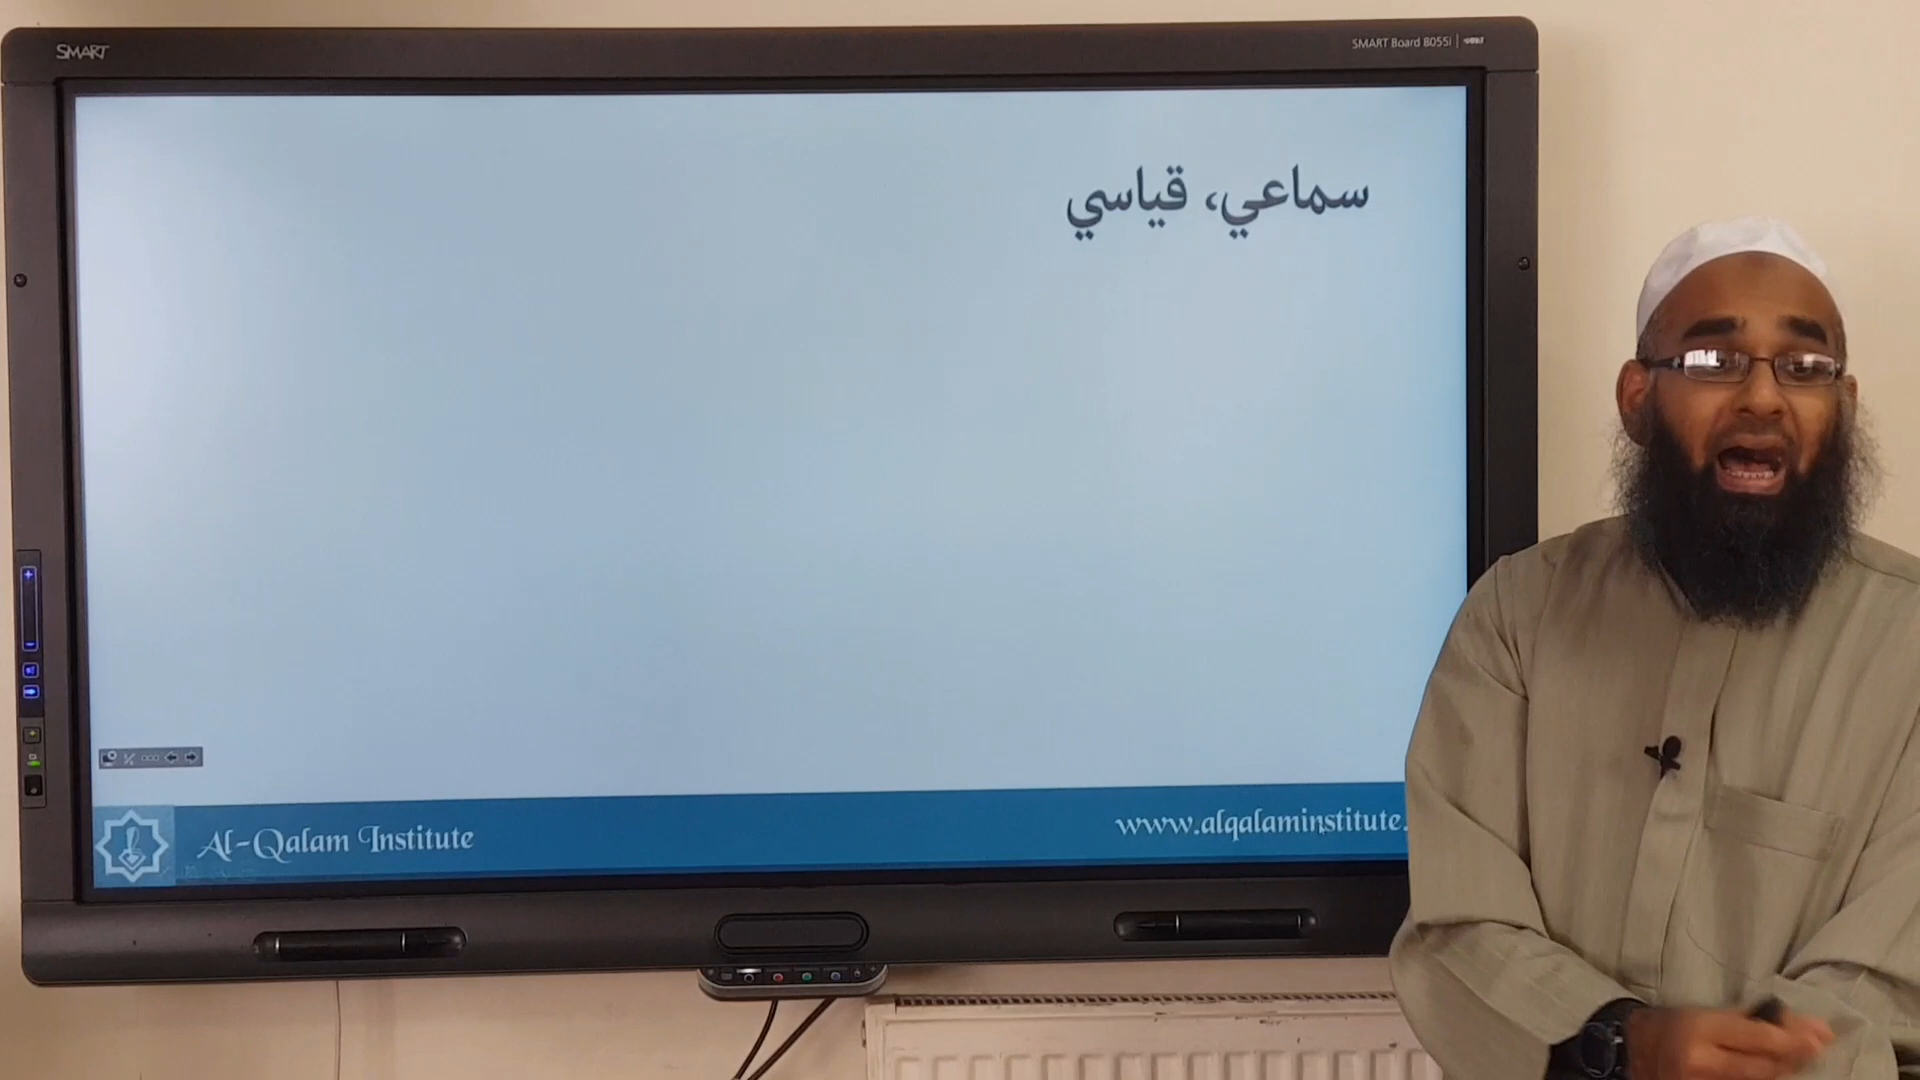 SMART
SMART Board 8055i
سماعي، قياسي
Al-Qalam Institute
www.alqalaminstitute.